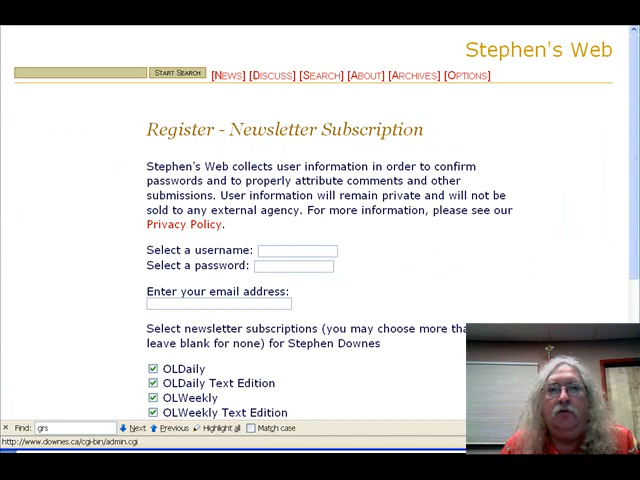 Stephen's Web
START SEARCH [NEWS] [DISCUSS] [SEARCH] [ABOUT] [ARCHIVES] [OPTIONS]
Register - Newsletter Subscription
Stephen's Web collects user information in order to confirm
passwords and to properly attribute comments and other
submissions. User information will remain private and will not be
sold to any external agency. For more information, please see our
Privacy Policy.
Select a username:
Select a password:
Enter your email address:
Select newsletter subscriptions (you may choose more
leave blank for none) for Stephen Downes
OLDaily
OLDaily Text Edition
OLWeekly
OLWeekly Text Edition
Find: grs Next Previous Highlight all Match case
http://www.downes.ca/cgi-bin/admin.cgi